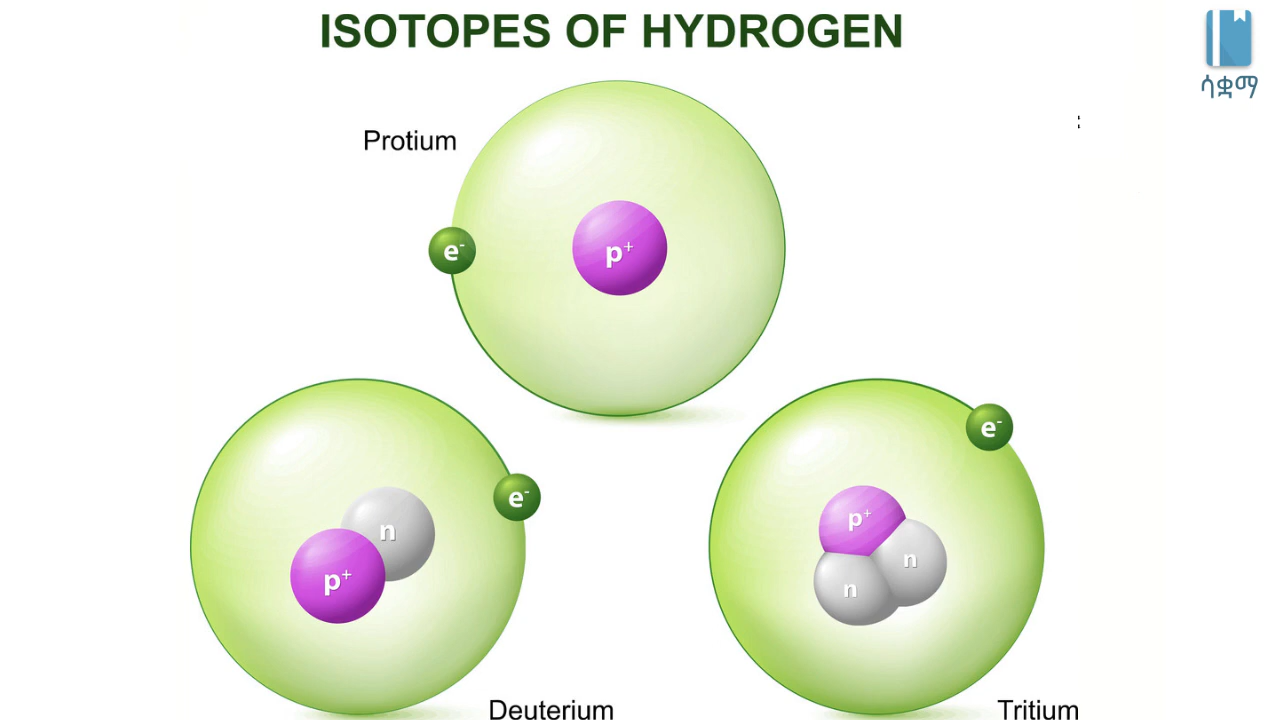 ISOTOPES OF HYDROGEN
ሳቋማ
:
Protium
e-
p+
e-
p+
n
e-
n
p+
n
Deuterium
Tritium